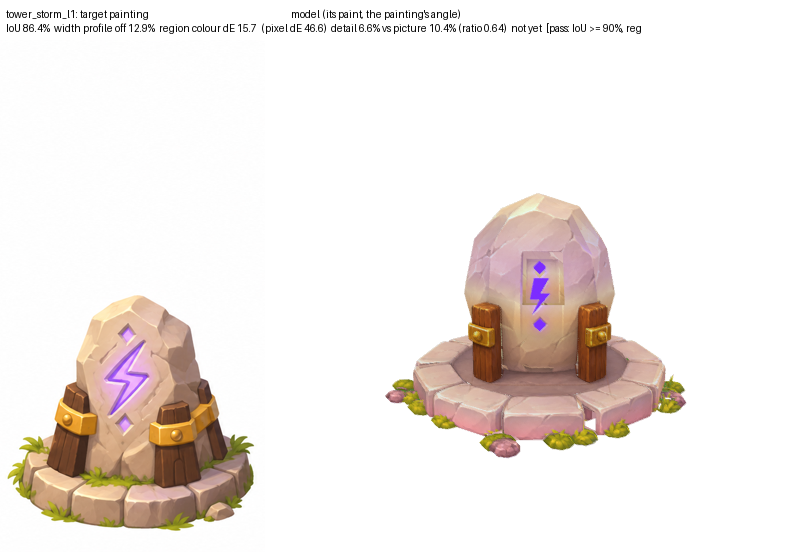 tower_storm_l1: target painting
model (its paint, the painting's angle)
IoU 86.4% width profile off 12.9% region colour dE 15.7 (pixel dE 46.6) detail 6.6% vs picture 10.4% (ratio 0.64) not yet [pass: IoU >= 90%, reg